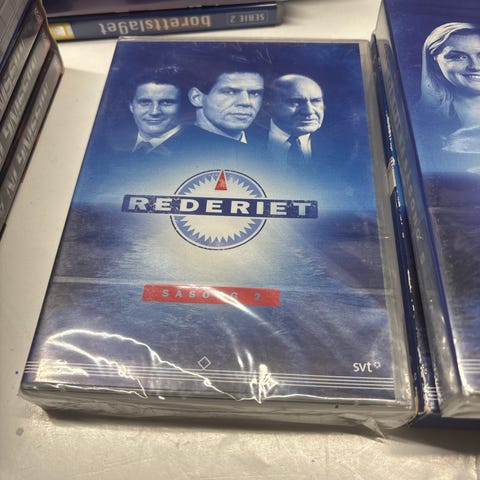 borettslaget SERIE 2
REDERIET
SÄSONG 2
svt